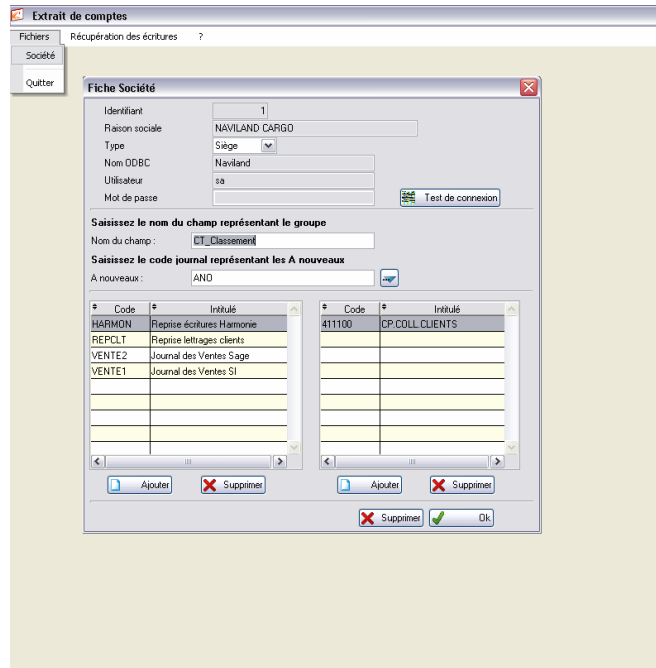 Extrait de comptes
Fichiers Récupération des écritures ?
Société
Quitter
Fiche Société
Identifiant 1
Raison sociale NAVILAND CARGO
Type Siège
Nom ODBC Naviland
Utilisateur sa
Mot de passe Test de connexion
Saisissez le nom du champ représentant le groupe
Nom du champ : CT_Classement
Saisissez le code journal représentant les A nouveaux
A nouveaux : ANO
Code Intitulé Code Intitulé
HARMON Reprise écritures Harmonie 411100 CP.COLL.CLIENTS
REPCLT Reprise lettrages clients
VENTE2 Journal des Ventes Sage
VENTE1 Journal des Ventes SI
Ajouter Supprimer Ajouter Supprimer
Supprimer Ok